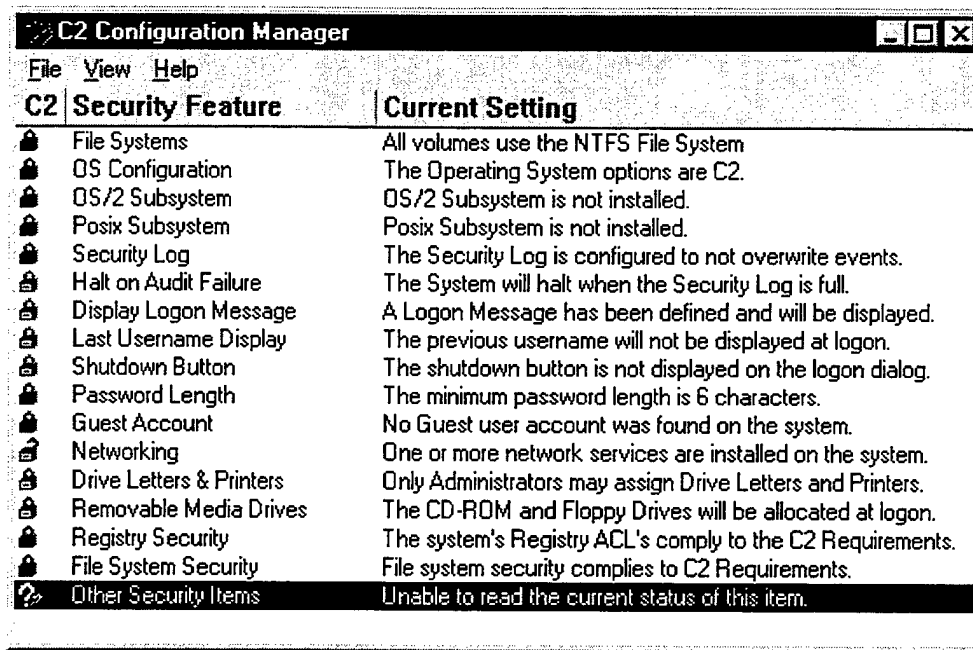 C2 Configuration Manager
File View Help
C2 Security Feature Current Setting
File Systems All volumes use the NTFS File System
OS Configuration The Operating System options are C2.
OS/2 Subsystem OS/2 Subsystem is not installed.
Posix Subsystem Posix Subsystem is not installed.
Security Log The Security Log is configured to not overwrite events.
Halt on Audit Failure The System will halt when the Security Log is full.
Display Logon Message A Logon Message has been defined and will be displayed.
Last Username Display The previous username will not be displayed at logon.
Shutdown Button The shutdown button is not displayed on the logon dialog.
Password Length The minimum password length is 6 characters.
Guest Account No Guest user account was found on the system.
Networking One or more network services are installed on the system.
Drive Letters & Printers Only Administrators may assign Drive Letters and Printers.
Removable Media Drives The CD-ROM and Floppy Drives will be allocated at logon.
Registry Security The system's Registry ACL's comply to the C2 Requirements.
File System Security File system security complies to C2 Requirements.
Other Security Items Unable to read the current status of this item.